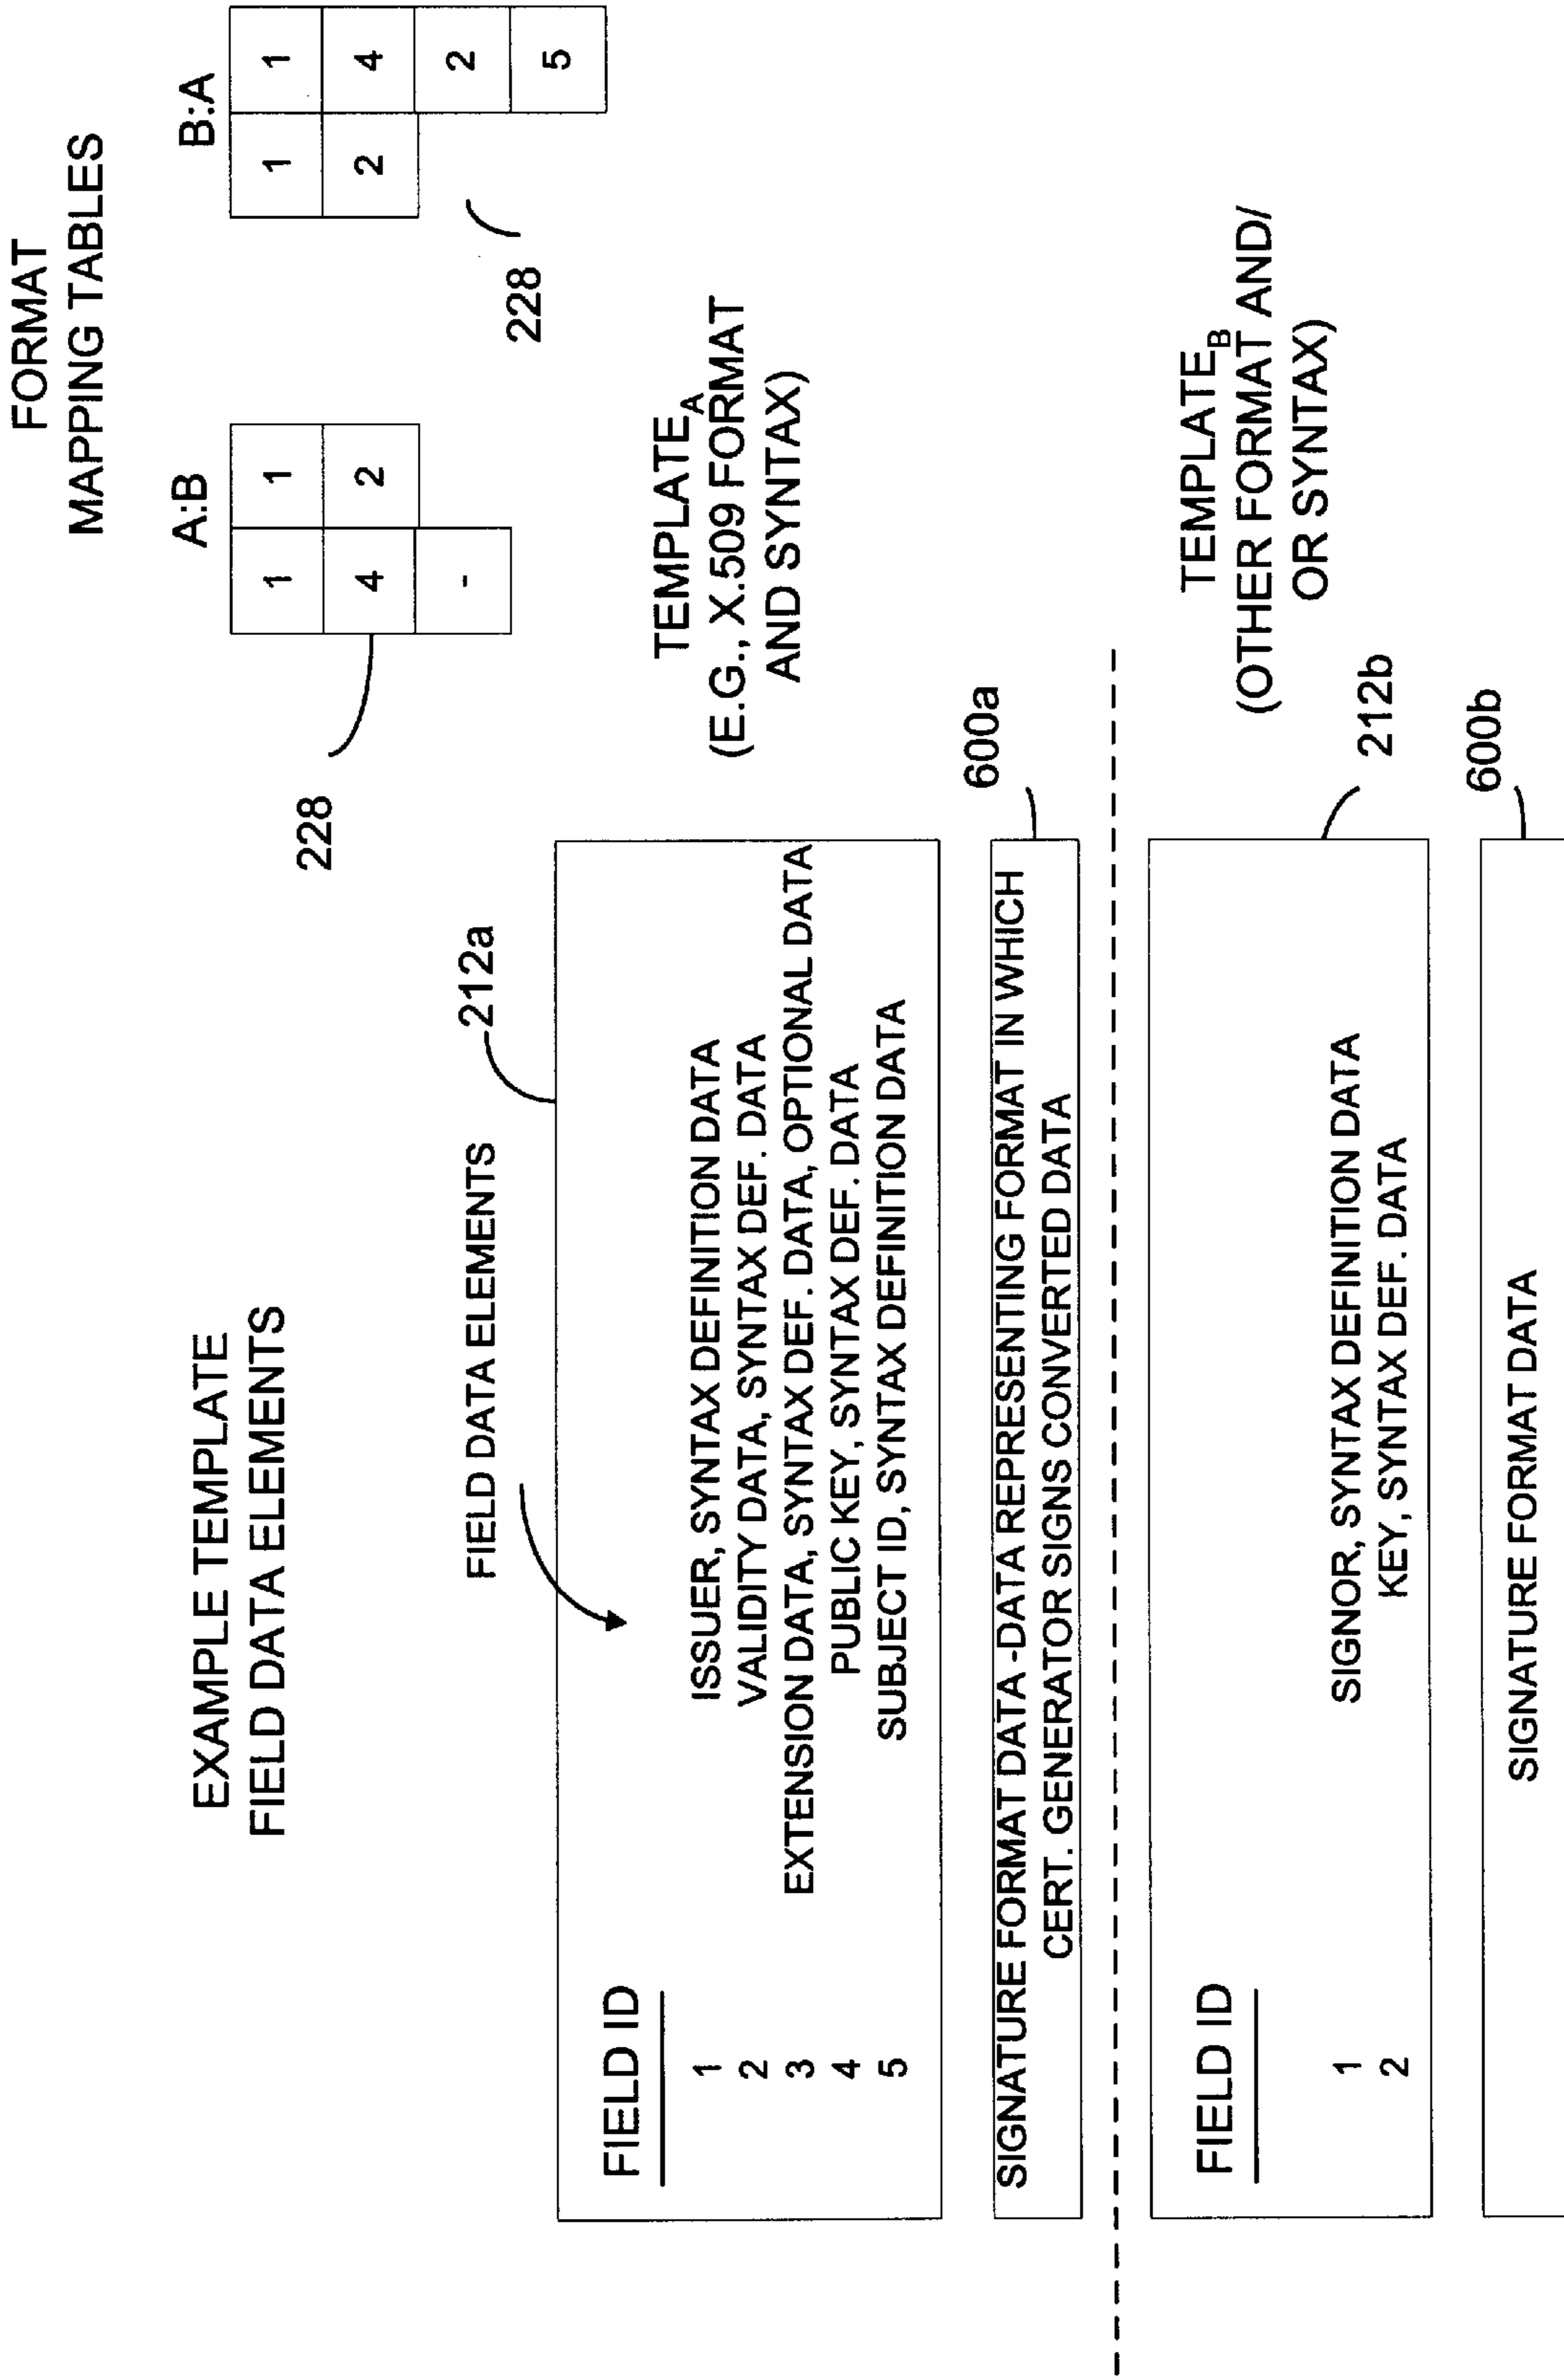 EXAMPLE TEMPLATE
FIELD DATA ELEMENTS
FORMAT
MAPPING TABLES
A:B
1 1
4 2
-
228
B:A
1 1
2 4
2
5
228
FIELD DATA ELEMENTS
212a
FIELD ID
1 ISSUER, SYNTAX DEFINITION DATA
2 VALIDITY DATA, SYNTAX DEF. DATA
3 EXTENSION DATA, SYNTAX DEF. DATA, OPTIONAL DATA
4 PUBLIC KEY, SYNTAX DEF. DATA
5 SUBJECT ID, SYNTAX DEFINITION DATA
TEMPLATE A
(E.G., X.509 FORMAT
AND SYNTAX)
600a
SIGNATURE FORMAT DATA -DATA REPRESENTING FORMAT IN WHICH
CERT. GENERATOR SIGNS CONVERTED DATA
TEMPLATE B
(OTHER FORMAT AND/
OR SYNTAX)
212b
FIELD ID
1 SIGNOR, SYNTAX DEFINITION DATA
2 KEY, SYNTAX DEF. DATA
600b
SIGNATURE FORMAT DATA